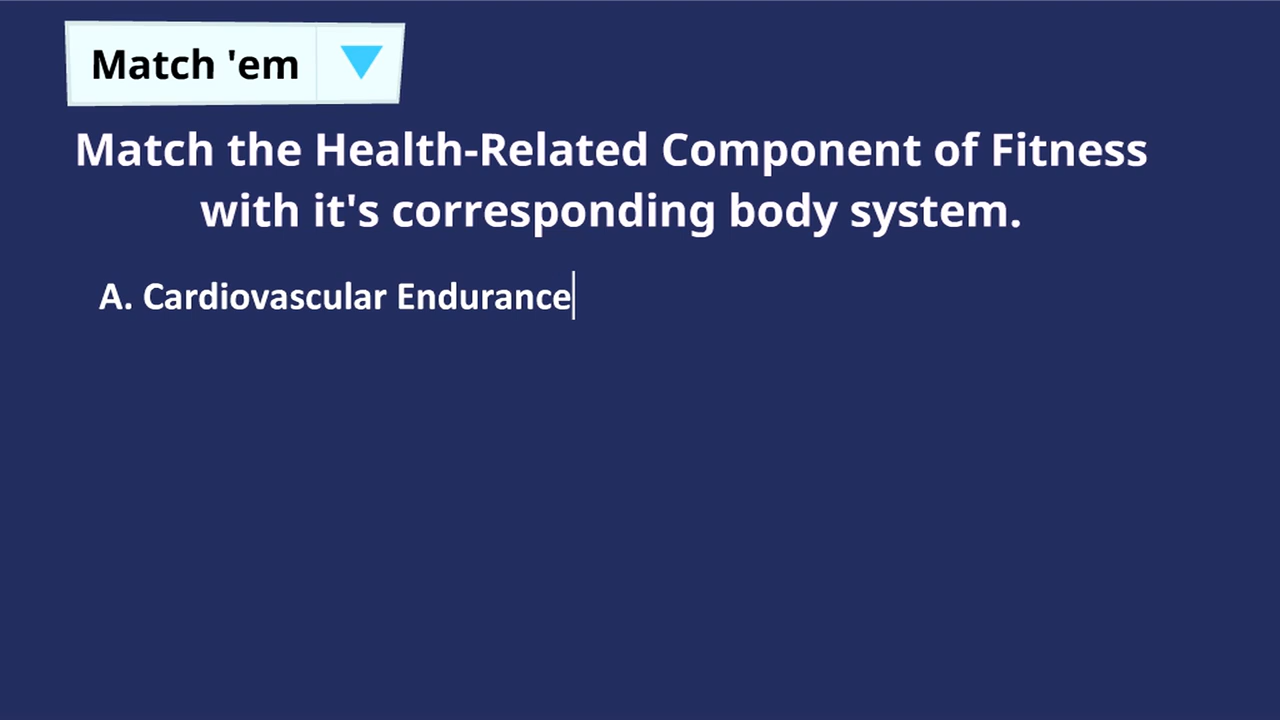 Match 'em
Match the Health-Related Component of Fitness
with it's corresponding body system.
A. Cardiovascular Endurance